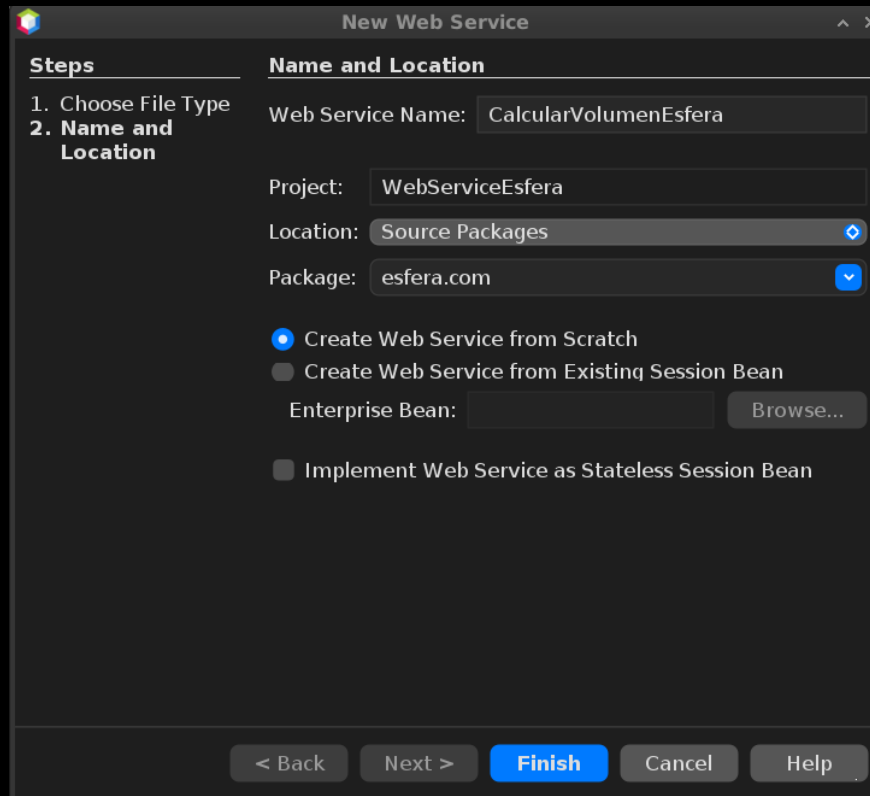 New Web Service
Steps
1. Choose File Type
2. Name and
Location
Name and Location
Web Service Name: CalcularVolumenEsfera
Project: WebServiceEsfera
Location: Source Packages
Package: esfera.com
Create Web Service from Scratch
Create Web Service from Existing Session Bean
Enterprise Bean: Browse...
Implement Web Service as Stateless Session Bean
< Back Next > Finish Cancel Help